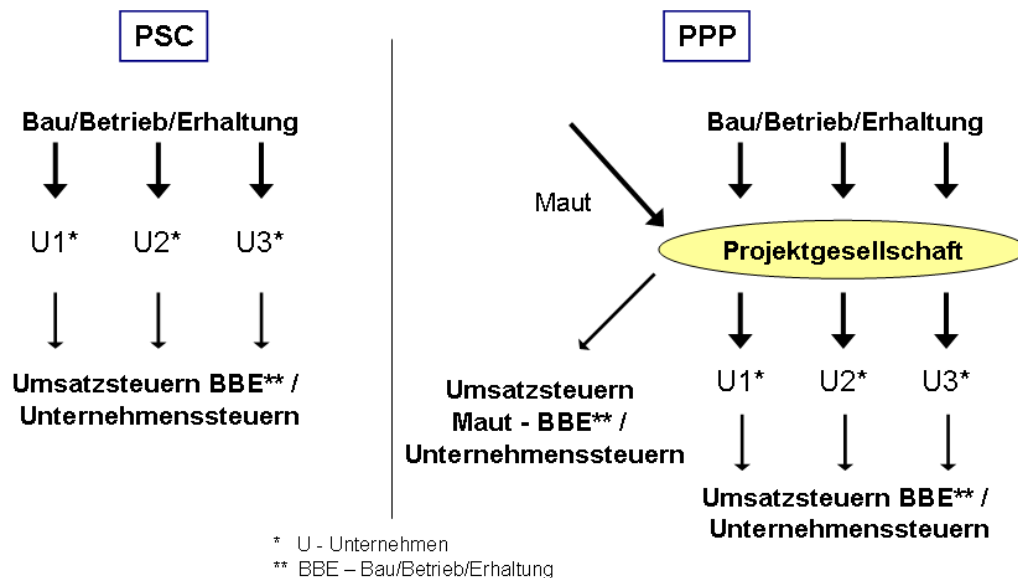 PSC
Bau/Betrieb/Erhaltung
U1* U2* U3*
Umsatzsteuern BBE** /
Unternehmenssteuern
PPP
Bau/Betrieb/Erhaltung
Maut
Projektgesellschaft
Umsatzsteuern
Maut - BBE** /
Unternehmenssteuern
U1* U2* U3*
Umsatzsteuern BBE** /
Unternehmenssteuern
* U - Unternehmen
** BBE – Bau/Betrieb/Erhaltung